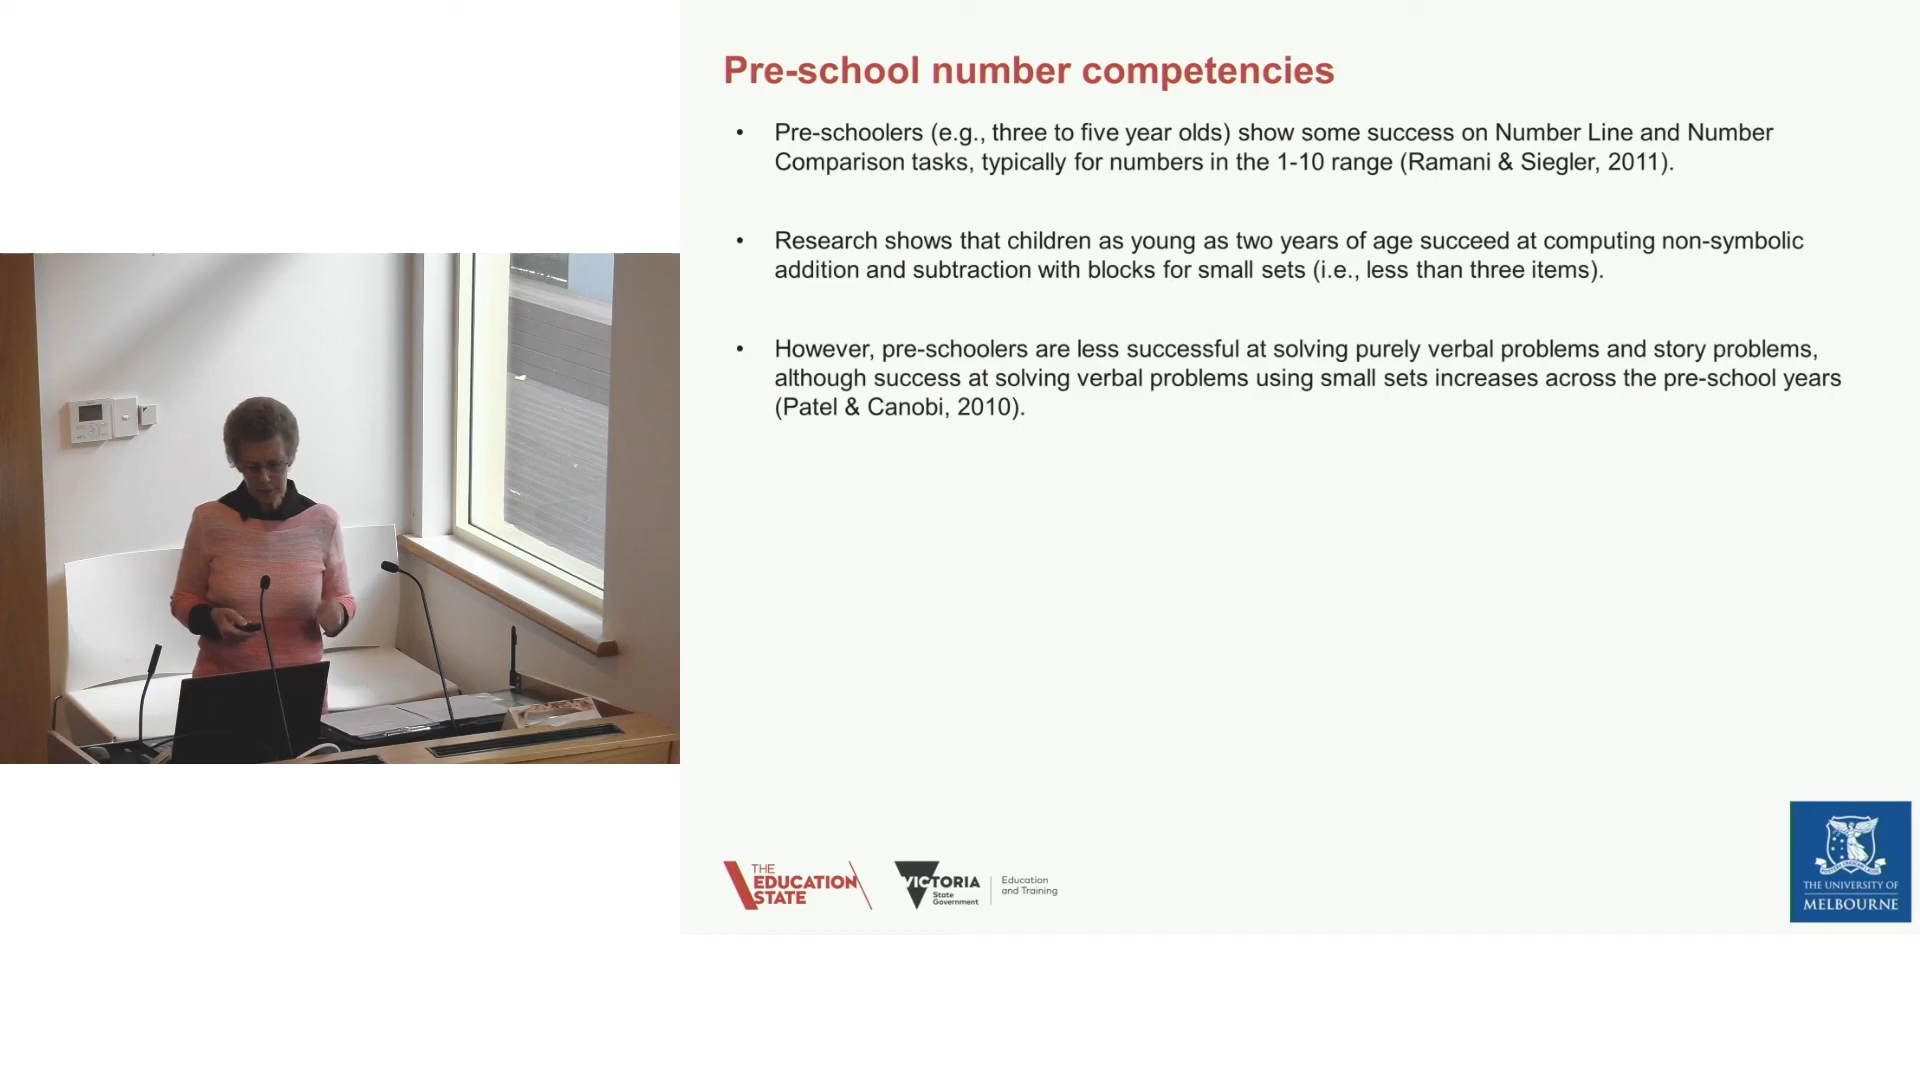 Pre-school number competencies
• Pre-schoolers (e.g., three to five year olds) show some success on Number Line and Number
Comparison tasks, typically for numbers in the 1-10 range (Ramani & Siegler, 2011).
• Research shows that children as young as two years of age succeed at computing non-symbolic
addition and subtraction with blocks for small sets (i.e., less than three items).
• However, pre-schoolers are less successful at solving purely verbal problems and story problems,
although success at solving verbal problems using small sets increases across the pre-school years
(Patel & Canobi, 2010).
THE
EDUCATION
STATE
VICTORIA
State
Government
Education
and Training
THE UNIVERSITY OF
MELBOURNE